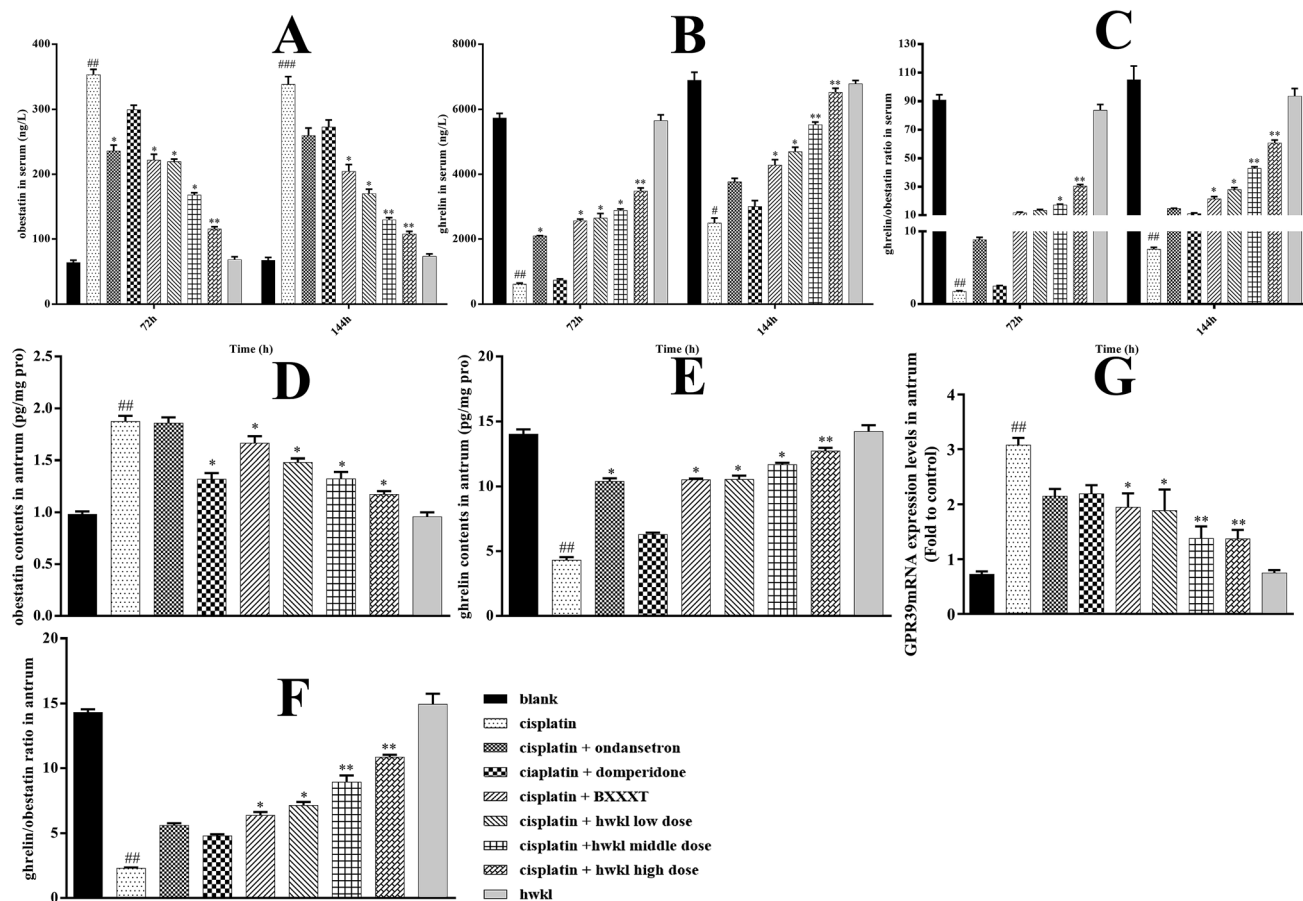 A
obestatin in serum (ng/L)
400
300
200
100
0
##
*
*
*
*
**
###
*
*
**
**
72h
144h
Time (h)
B
ghrelin in serum (ng/L)
8000
6000
4000
2000
0
##
*
*
*
*
**
#
*
*
**
**
72h
144h
Time (h)
C
ghrelin/obestatin ratio in serum
130
110
90
70
50
30
10
10
0
##
*
**
##
*
*
**
**
72h
144h
Time (h)
D
obestatin contents in antrum (pg/mg pro)
2.5
2.0
1.5
1.0
0.5
0.0
##
*
*
*
*
*
E
ghrelin contents in antrum (pg/mg pro)
20
15
10
5
0
##
*
*
*
*
**
G
GPR39mRNA expression levels in antrum
(Fold to control)
4
3
2
1
0
##
*
*
**
**
F
ghrelin/obestatin ratio in antrum
20
15
10
5
0
##
*
*
**
**
blank
cisplatin
cisplatin + ondansetron
ciaplatin + domperidone
cisplatin + BXXXT
cisplatin + hwkl low dose
cisplatin +hwkl middle dose
cisplatin + hwkl high dose
hwkl